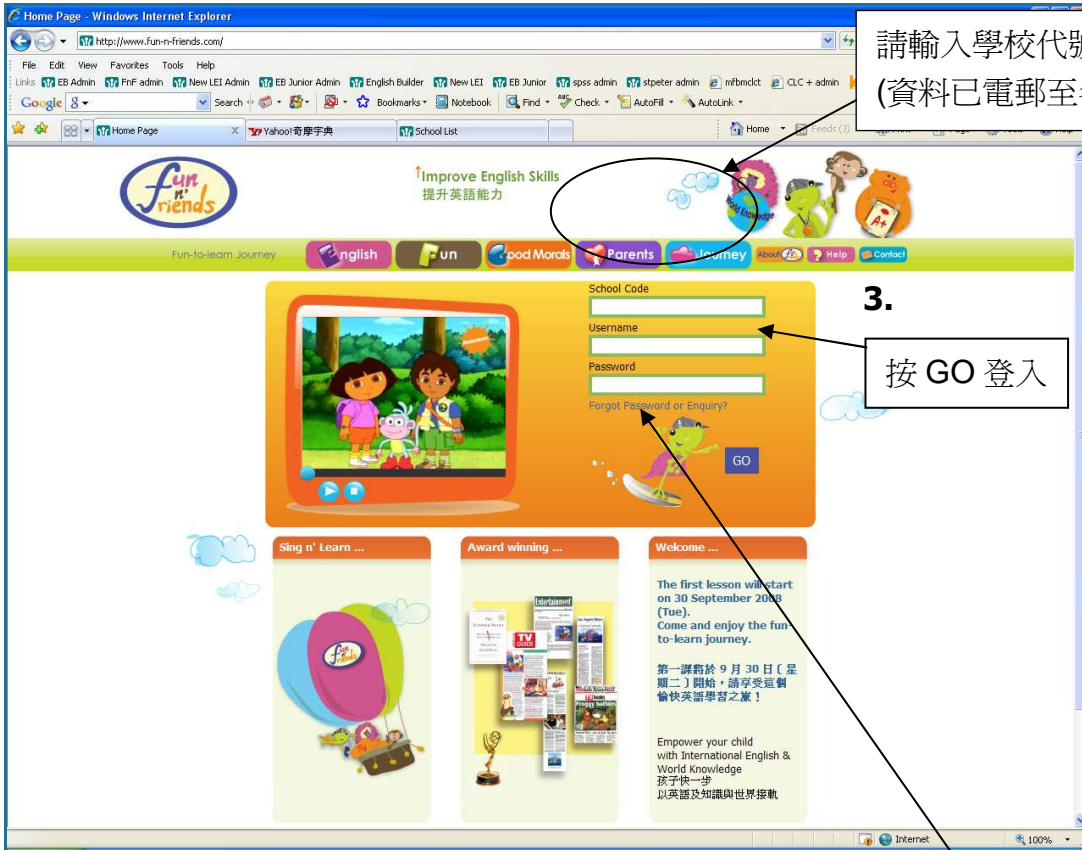 Home Page - Windows Internet Explorer
請輸入學校代
(資料已電郵至
http://www.fun-n-friends.com/
File Edit View Favorites Tools Help
Links EB Admin FnF admin New LEI Admin EB Junior Admin English Builder New LEI EB Junior spss admin stpeter admin mfbmclct CLC + admin
Google Search Bookmarks Notebook Find Check AutoFill AutoLink
Home Page Yahoo!奇摩字典 School List Home Feeds (3)
fun n' Friends
Improve English Skills
提升英語能力
World Knowledge
A+
Fun-to-learn Journey English Fun Good Morals Parents Journey About Help Contact
School Code
3.
Username
按 GO 登入
Password
Forgot Password or Enquiry?
GO
Sing n' Learn ...
Award winning ...
Welcome ...
The first lesson will start
on 30 September 2008
(Tue).
Come and enjoy the fun-
to-learn journey.
第一課將於 9 月 30 日〔星
期二〕開始，請享受這個
愉快英語學習之旅！
Entertainment
TV
GUIDE
Empower your child
with International English &
World Knowledge
孩子快一步
以英語及知識與世界接軌
Internet 100%